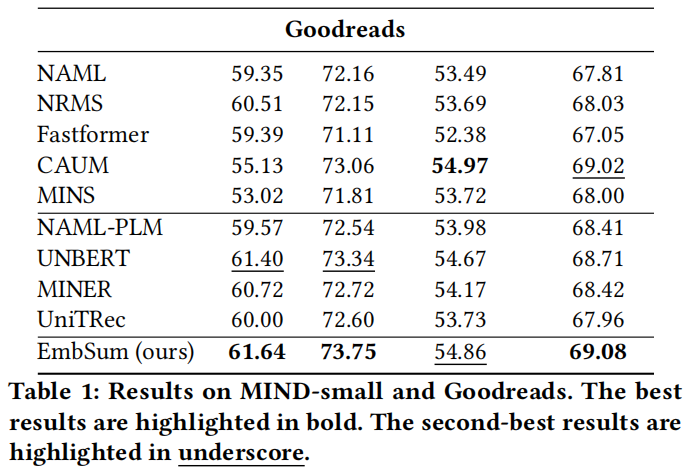 Goodreads
NAML 59.35 72.16 53.49 67.81
NRMS 60.51 72.15 53.69 68.03
Fastformer 59.39 71.11 52.38 67.05
CAUM 55.13 73.06 54.97 69.02
MINS 53.02 71.81 53.72 68.00
NAML-PLM 59.57 72.54 53.98 68.41
UNBERT 61.40 73.34 54.67 68.71
MINER 60.72 72.72 54.17 68.42
UniTRec 60.00 72.60 53.73 67.96
EmbSum (ours) 61.64 73.75 54.86 69.08
Table 1: Results on MIND-small and Goodreads. The best
results are highlighted in bold. The second-best results are
highlighted in underscore.